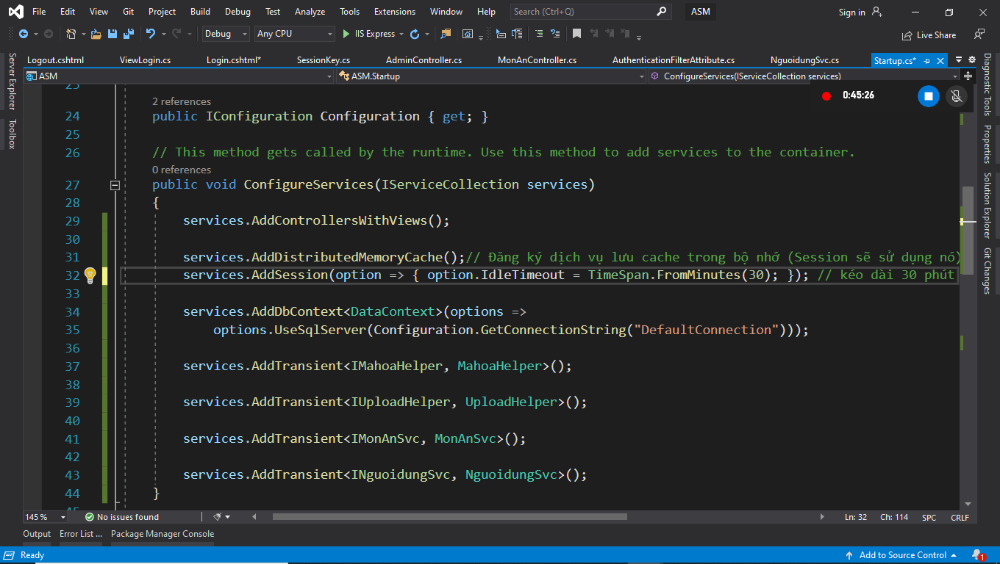 File Edit View Git Project Build Debug Test Analyze Tools Extensions Window Help Search (Ctrl+Q) ASM Sign in
Debug Any CPU IIS Express Live Share
Logout.cshtml ViewLogin.cs Login.cshtml* SessionKey.cs AdminController.cs MonAnController.cs AuthenticationFilterAttribute.cs NguoidungSvc.cs Startup.cs*
ASM ASM.Startup ConfigureServices(IServiceCollection services)
0:45:26
Server Explorer
Toolbox
Diagnostic Tools
Properties
Solution Explorer
Git Changes
23
2 references
24 public IConfiguration Configuration { get; }
25
26 // This method gets called by the runtime. Use this method to add services to the container.
0 references
27 public void ConfigureServices(IServiceCollection services)
28 {
29 services.AddControllersWithViews();
30
31 services.AddDistributedMemoryCache();// Đăng ký dịch vụ lưu cache trong bộ nhớ (Session sẽ sử dụng nó)
32 services.AddSession(option => { option.IdleTimeout = TimeSpan.FromMinutes(30); }); // kéo dài 30 phút
33
34 services.AddDbContext<DataContext>(options =>
35 options.UseSqlServer(Configuration.GetConnectionString("DefaultConnection")));
36
37 services.AddTransient<IMahoaHelper, MahoaHelper>();
38
39 services.AddTransient<IUploadHelper, UploadHelper>();
40
41 services.AddTransient<IMonAnSvc, MonAnSvc>();
42
43 services.AddTransient<INguoidungSvc, NguoidungSvc>();
44 }
45
145 % No issues found Ln: 32 Ch: 114 SPC CRLF
Output Error List ... Package Manager Console
Ready Add to Source Control 1